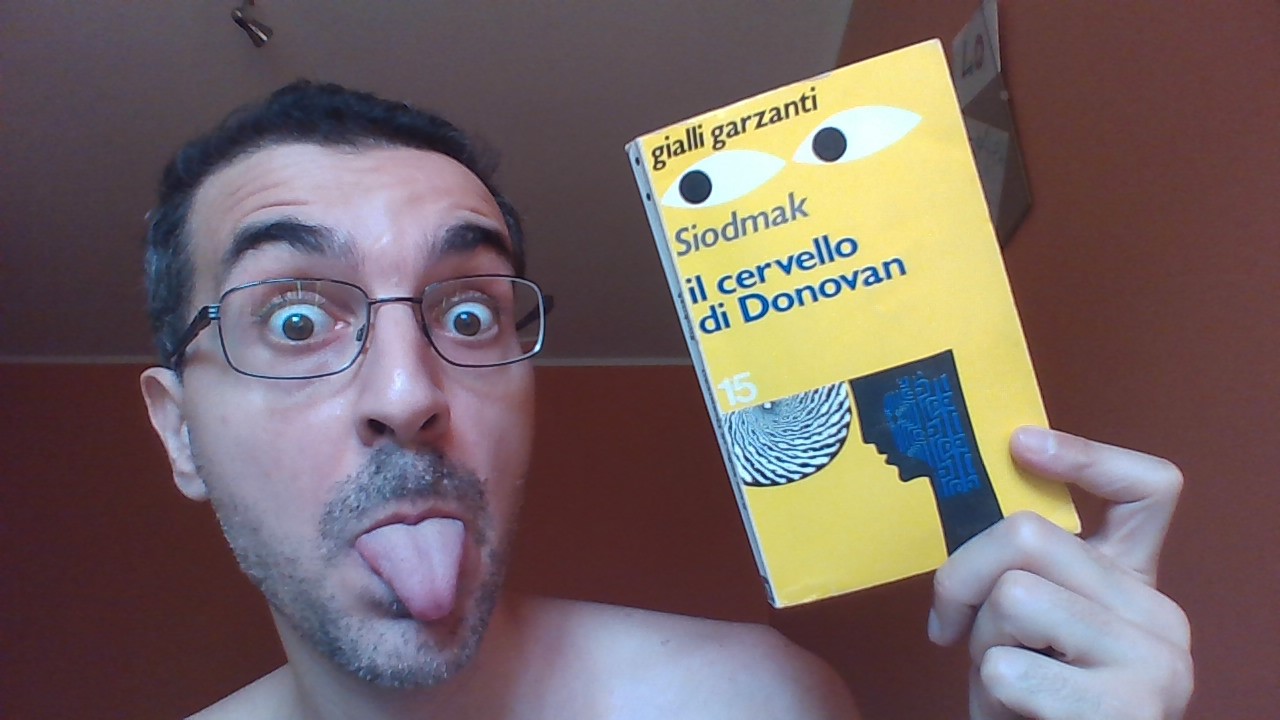 gialli garzanti
Siodmak
il cervello
di Donovan
15